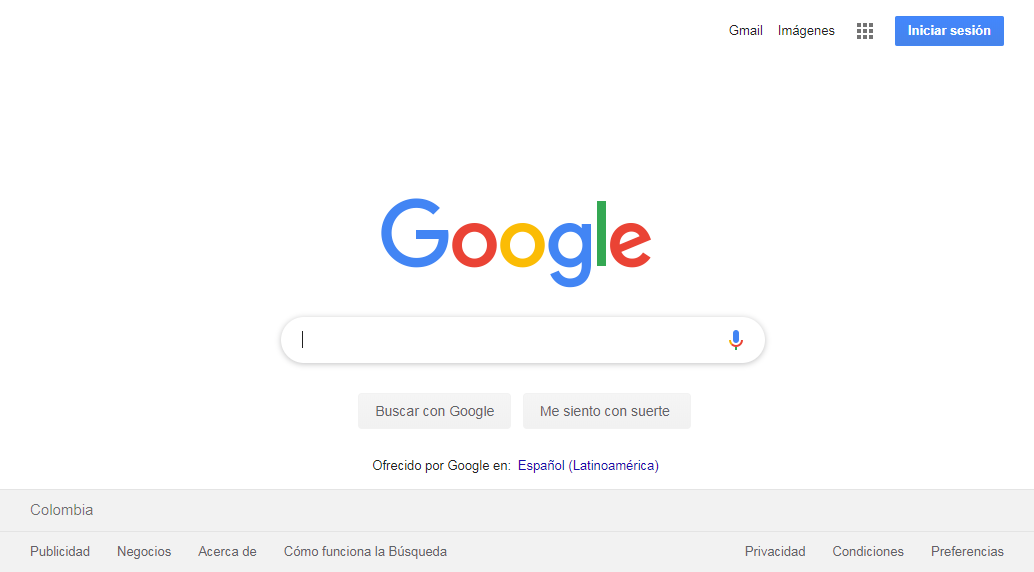 Gmail Imágenes Iniciar sesión
Google
Buscar con Google Me siento con suerte
Ofrecido por Google en: Español (Latinoamérica)
Colombia
Publicidad Negocios Acerca de Cómo funciona la Búsqueda Privacidad Condiciones Preferencias